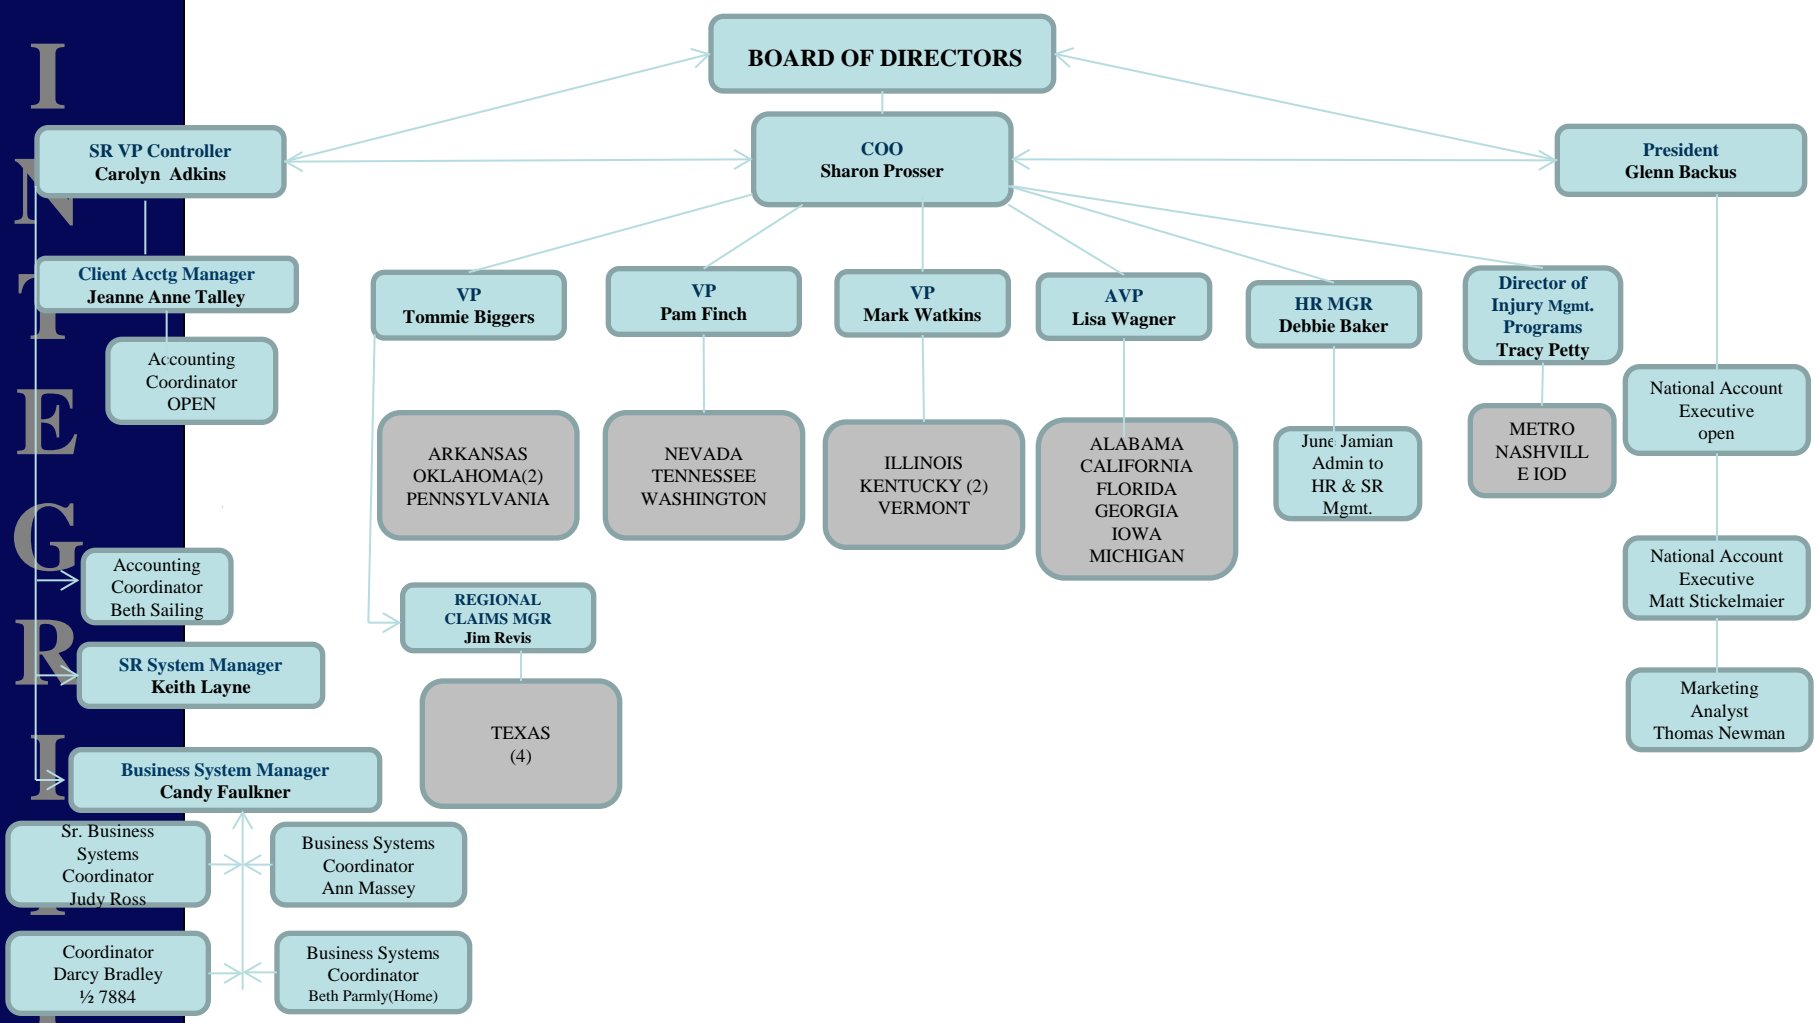 BOARD OF DIRECTORS
SR VP Controller
Carolyn Adkins
COO
Sharon Prosser
President
Glenn Backus
Client Acctg Manager
Jeanne Anne Talley
Accounting
Coordinator
OPEN
VP
Tommie Biggers
VP
Pam Finch
VP
Mark Watkins
AVP
Lisa Wagner
HR MGR
Debbie Baker
Director of
Injury Mgmt.
Programs
Tracy Petty
National Account
Executive
open
ARKANSAS
OKLAHOMA(2)
PENNSYLVANIA
NEVADA
TENNESSEE
WASHINGTON
ILLINOIS
KENTUCKY (2)
VERMONT
ALABAMA
CALIFORNIA
FLORIDA
GEORGIA
IOWA
MICHIGAN
June Jamian
Admin to
HR & SR
Mgmt.
METRO
NASHVILL
E IOD
Accounting
Coordinator
Beth Sailing
REGIONAL
CLAIMS MGR
Jim Revis
National Account
Executive
Matt Stickelmaier
SR System Manager
Keith Layne
TEXAS
(4)
Marketing
Analyst
Thomas Newman
Business System Manager
Candy Faulkner
Sr. Business
Systems
Coordinator
Judy Ross
Business Systems
Coordinator
Ann Massey
Coordinator
Darcy Bradley
½ 7884
Business Systems
Coordinator
Beth Parmly(Home)
I
N
T
E
G
R
I